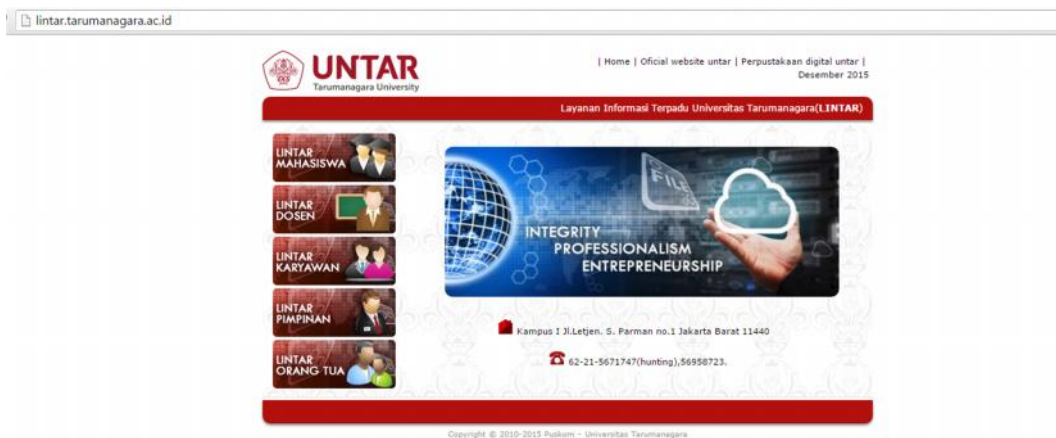 lintar.tarumanagara.ac.id
UNTAR
Tarumanagara University
| Home | Oficial website untar | Perpustakaan digital untar |
Desember 2015
Layanan Informasi Terpadu Universitas Tarumanagara(LINTAR)
LINTAR
MAHASISWA
LINTAR
DOSEN
LINTAR
KARYAWAN
LINTAR
PIMPINAN
LINTAR
ORANG TUA
FILE
INTEGRITY
PROFESSIONALISM
ENTREPRENEURSHIP
Kampus I Jl.Letjen. S. Parman no.1 Jakarta Barat 11440
62-21-5671747(hunting),56958723.
Copyright © 2010-2015 Puskom - Universitas Tarumanagara